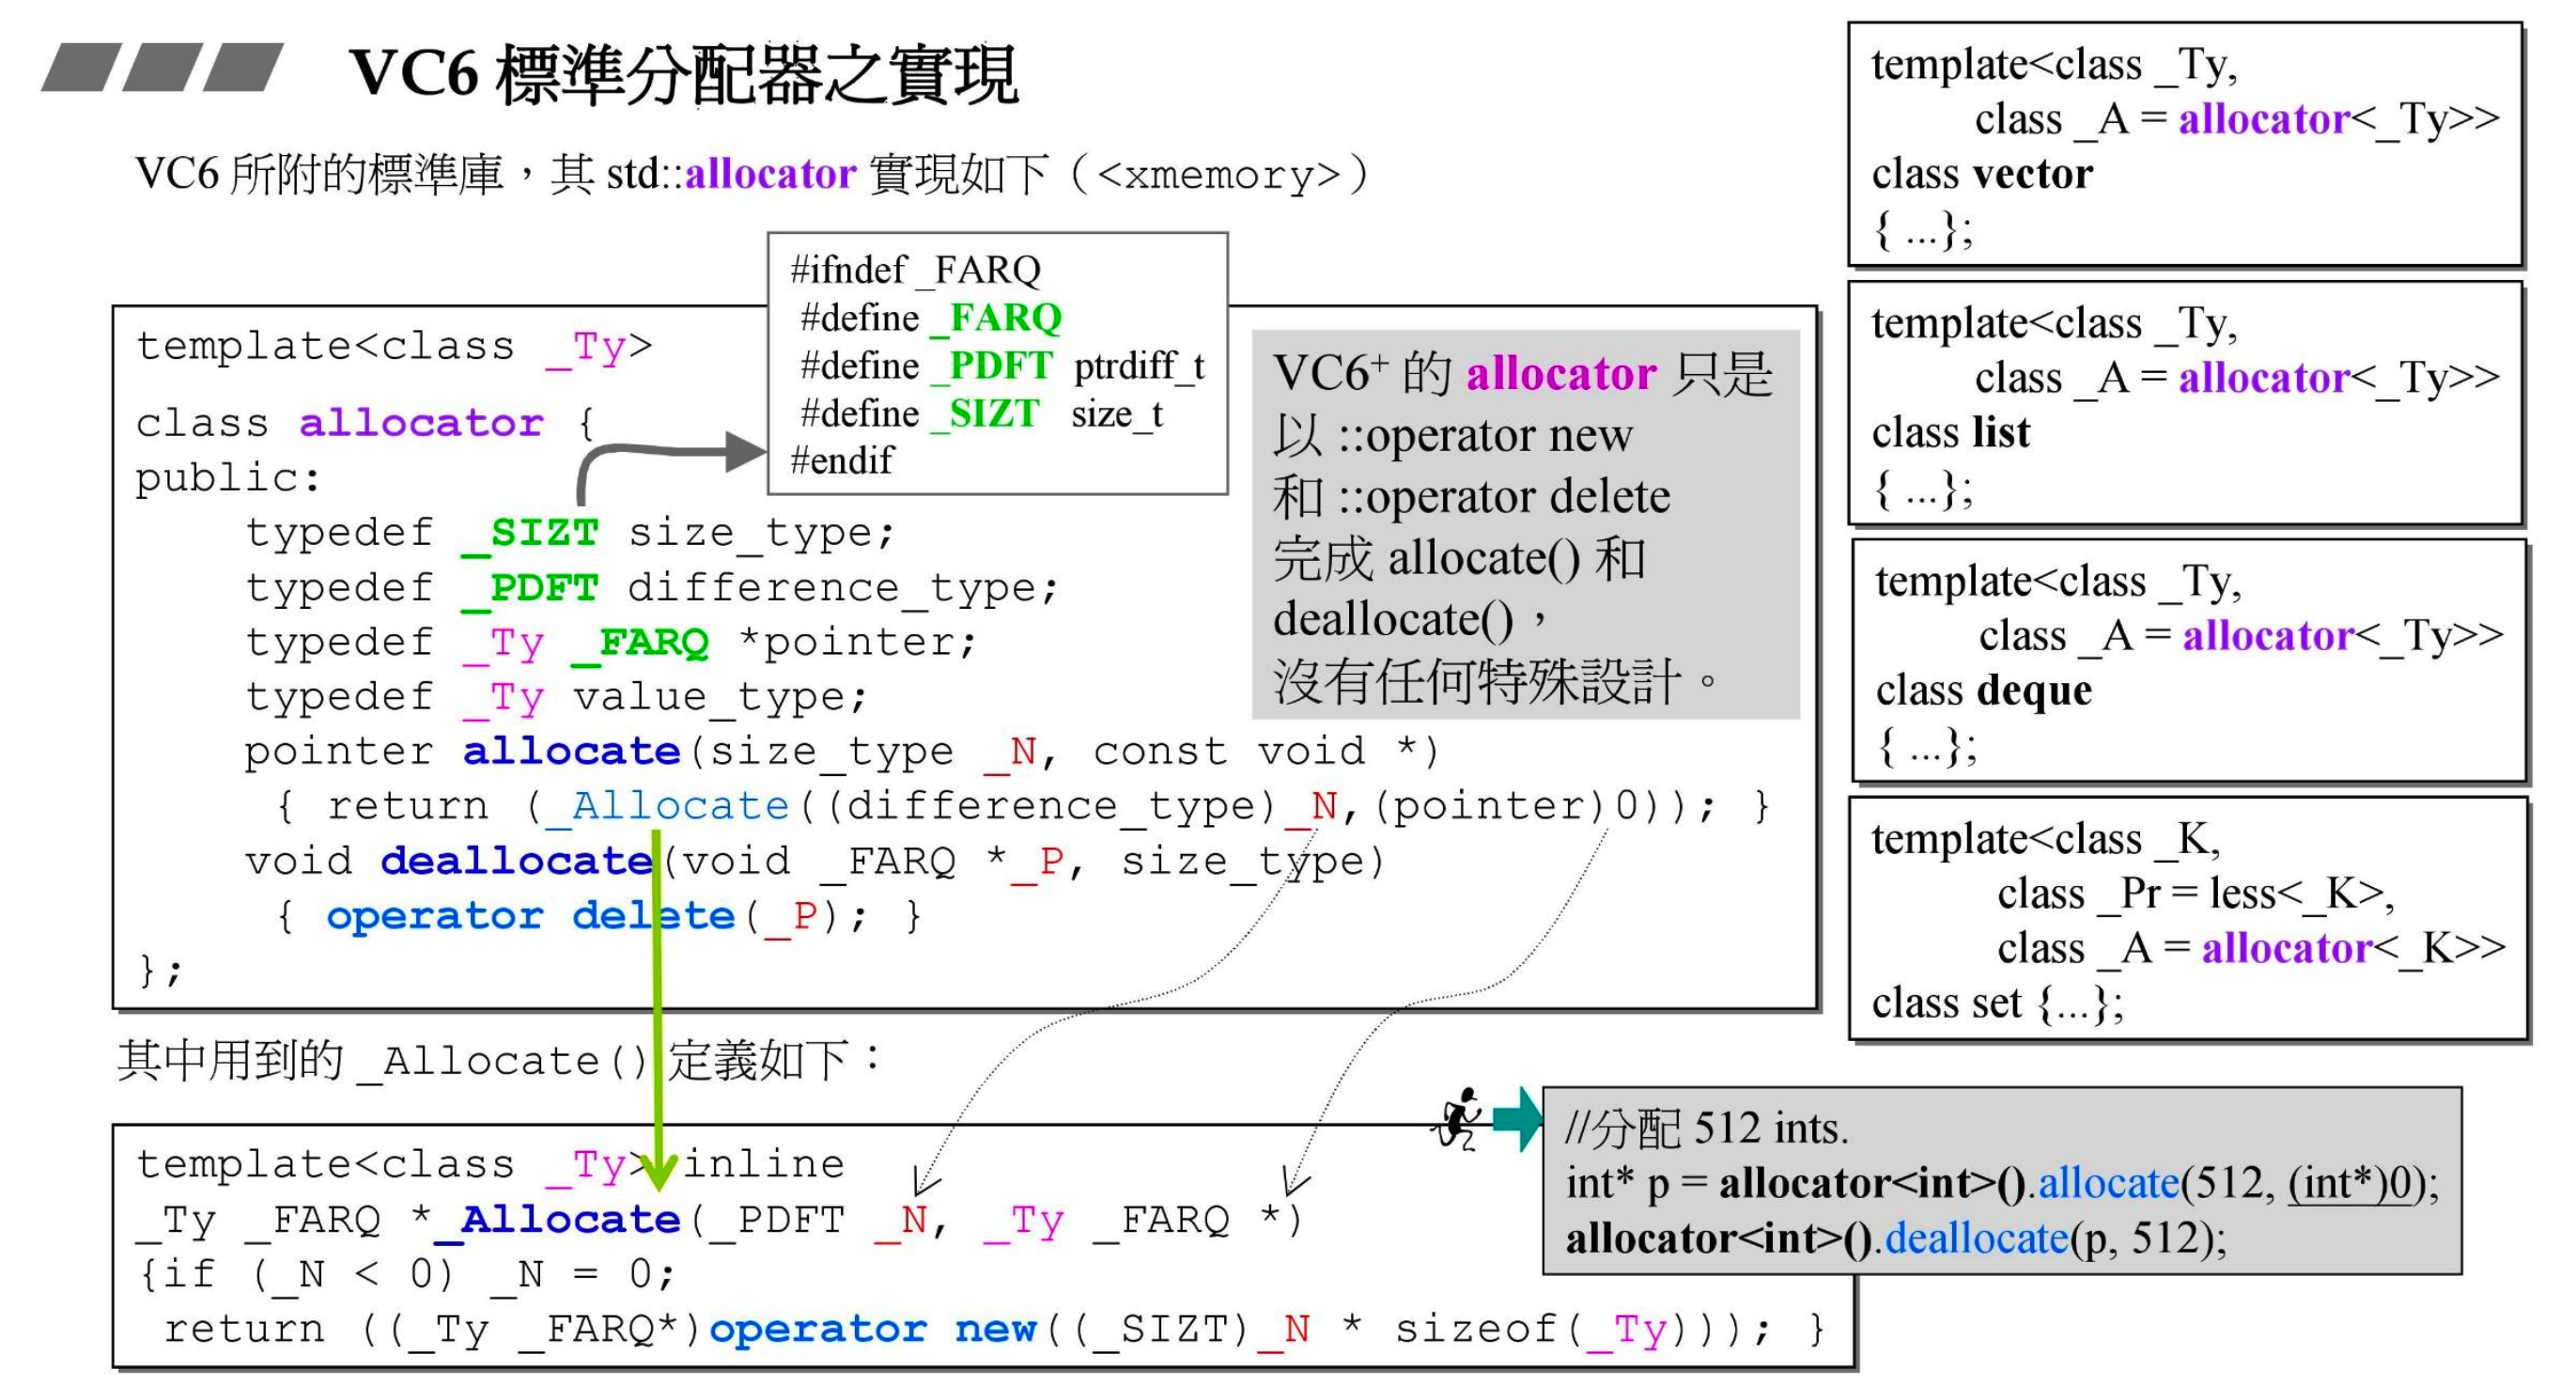 VC6 標準分配器之實現
VC6 所附的標準庫，其 std::allocator 實現如下（<xmemory>）
#ifndef _FARQ
#define _FARQ
#define _PDFT ptrdiff_t
#define _SIZT size_t
#endif
template<class _Ty>
class allocator {
public:
typedef _SIZT size_type;
typedef _PDFT difference_type;
typedef _Ty _FARQ *pointer;
typedef _Ty value_type;
pointer allocate(size_type _N, const void *)
{ return (_Allocate((difference_type)_N,(pointer)0)); }
void deallocate(void _FARQ *_P, size_type)
{ operator delete(_P); }
};
VC6+ 的 allocator 只是
以 ::operator new
和 ::operator delete
完成 allocate() 和
deallocate()，
沒有任何特殊設計。
其中用到的 _Allocate() 定義如下：
template<class _Ty> inline
_Ty _FARQ *_Allocate(_PDFT _N, _Ty _FARQ *)
{if (_N < 0) _N = 0;
return ((_Ty _FARQ*)operator new((_SIZT)_N * sizeof(_Ty))); }
//分配 512 ints.
int* p = allocator<int>().allocate(512, (int*)0);
allocator<int>().deallocate(p, 512);
template<class _Ty,
class _A = allocator<_Ty>>
class vector
{ ...};
template<class _Ty,
class _A = allocator<_Ty>>
class list
{ ...};
template<class _Ty,
class _A = allocator<_Ty>>
class deque
{ ...};
template<class _K,
class _Pr = less<_K>,
class _A = allocator<_K>>
class set {...};